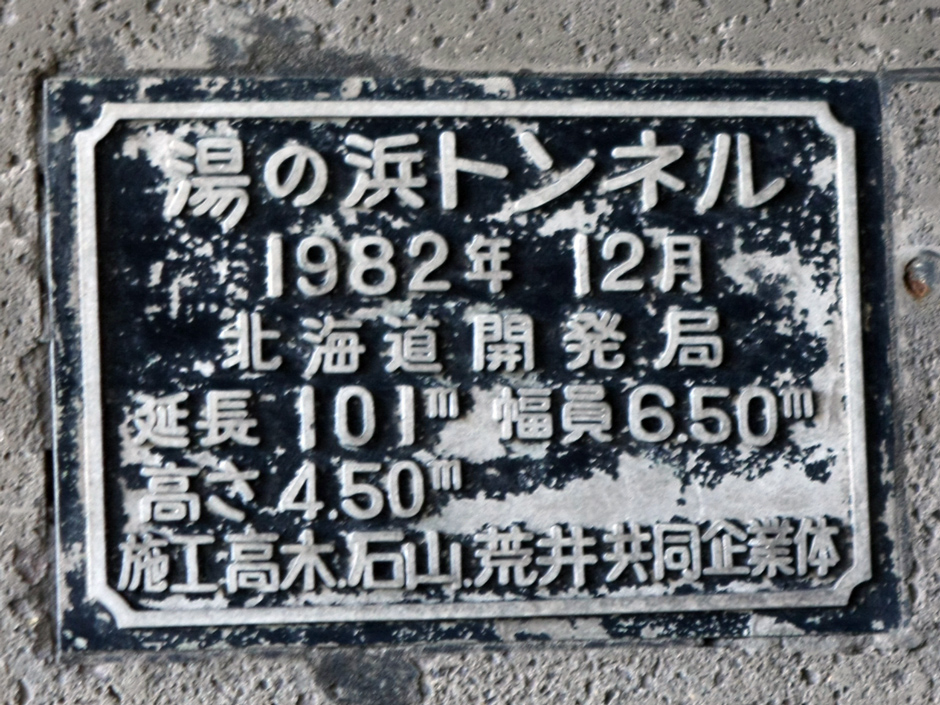 湯の浜トンネル
1982年 12月
北海道開発局
延長 101m 幅員6.50m
高さ 4.50m
施工 高木.石山.荒井共同企業体